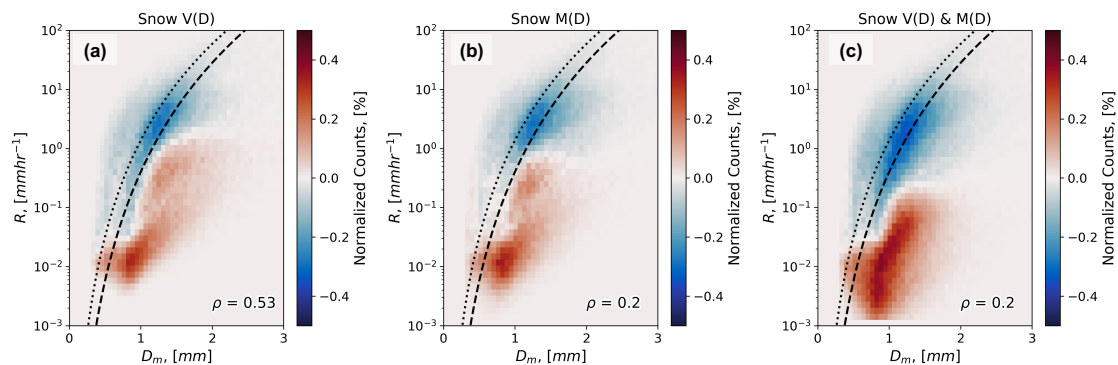 Snow V(D)
(a)
R, [mmhr⁻¹]
10²
10¹
10⁰
10⁻¹
10⁻²
10⁻³
ρ = 0.53
0 1 2 3
Dₘ, [mm]
0.4
0.2
0.0
−0.2
−0.4
Normalized Counts, [%]
Snow M(D)
(b)
R, [mmhr⁻¹]
10²
10¹
10⁰
10⁻¹
10⁻²
10⁻³
ρ = 0.2
0 1 2 3
Dₘ, [mm]
0.4
0.2
0.0
−0.2
−0.4
Normalized Counts, [%]
Snow V(D) & M(D)
(c)
R, [mmhr⁻¹]
10²
10¹
10⁰
10⁻¹
10⁻²
10⁻³
ρ = 0.2
0 1 2 3
Dₘ, [mm]
0.4
0.2
0.0
−0.2
−0.4
Normalized Counts, [%]